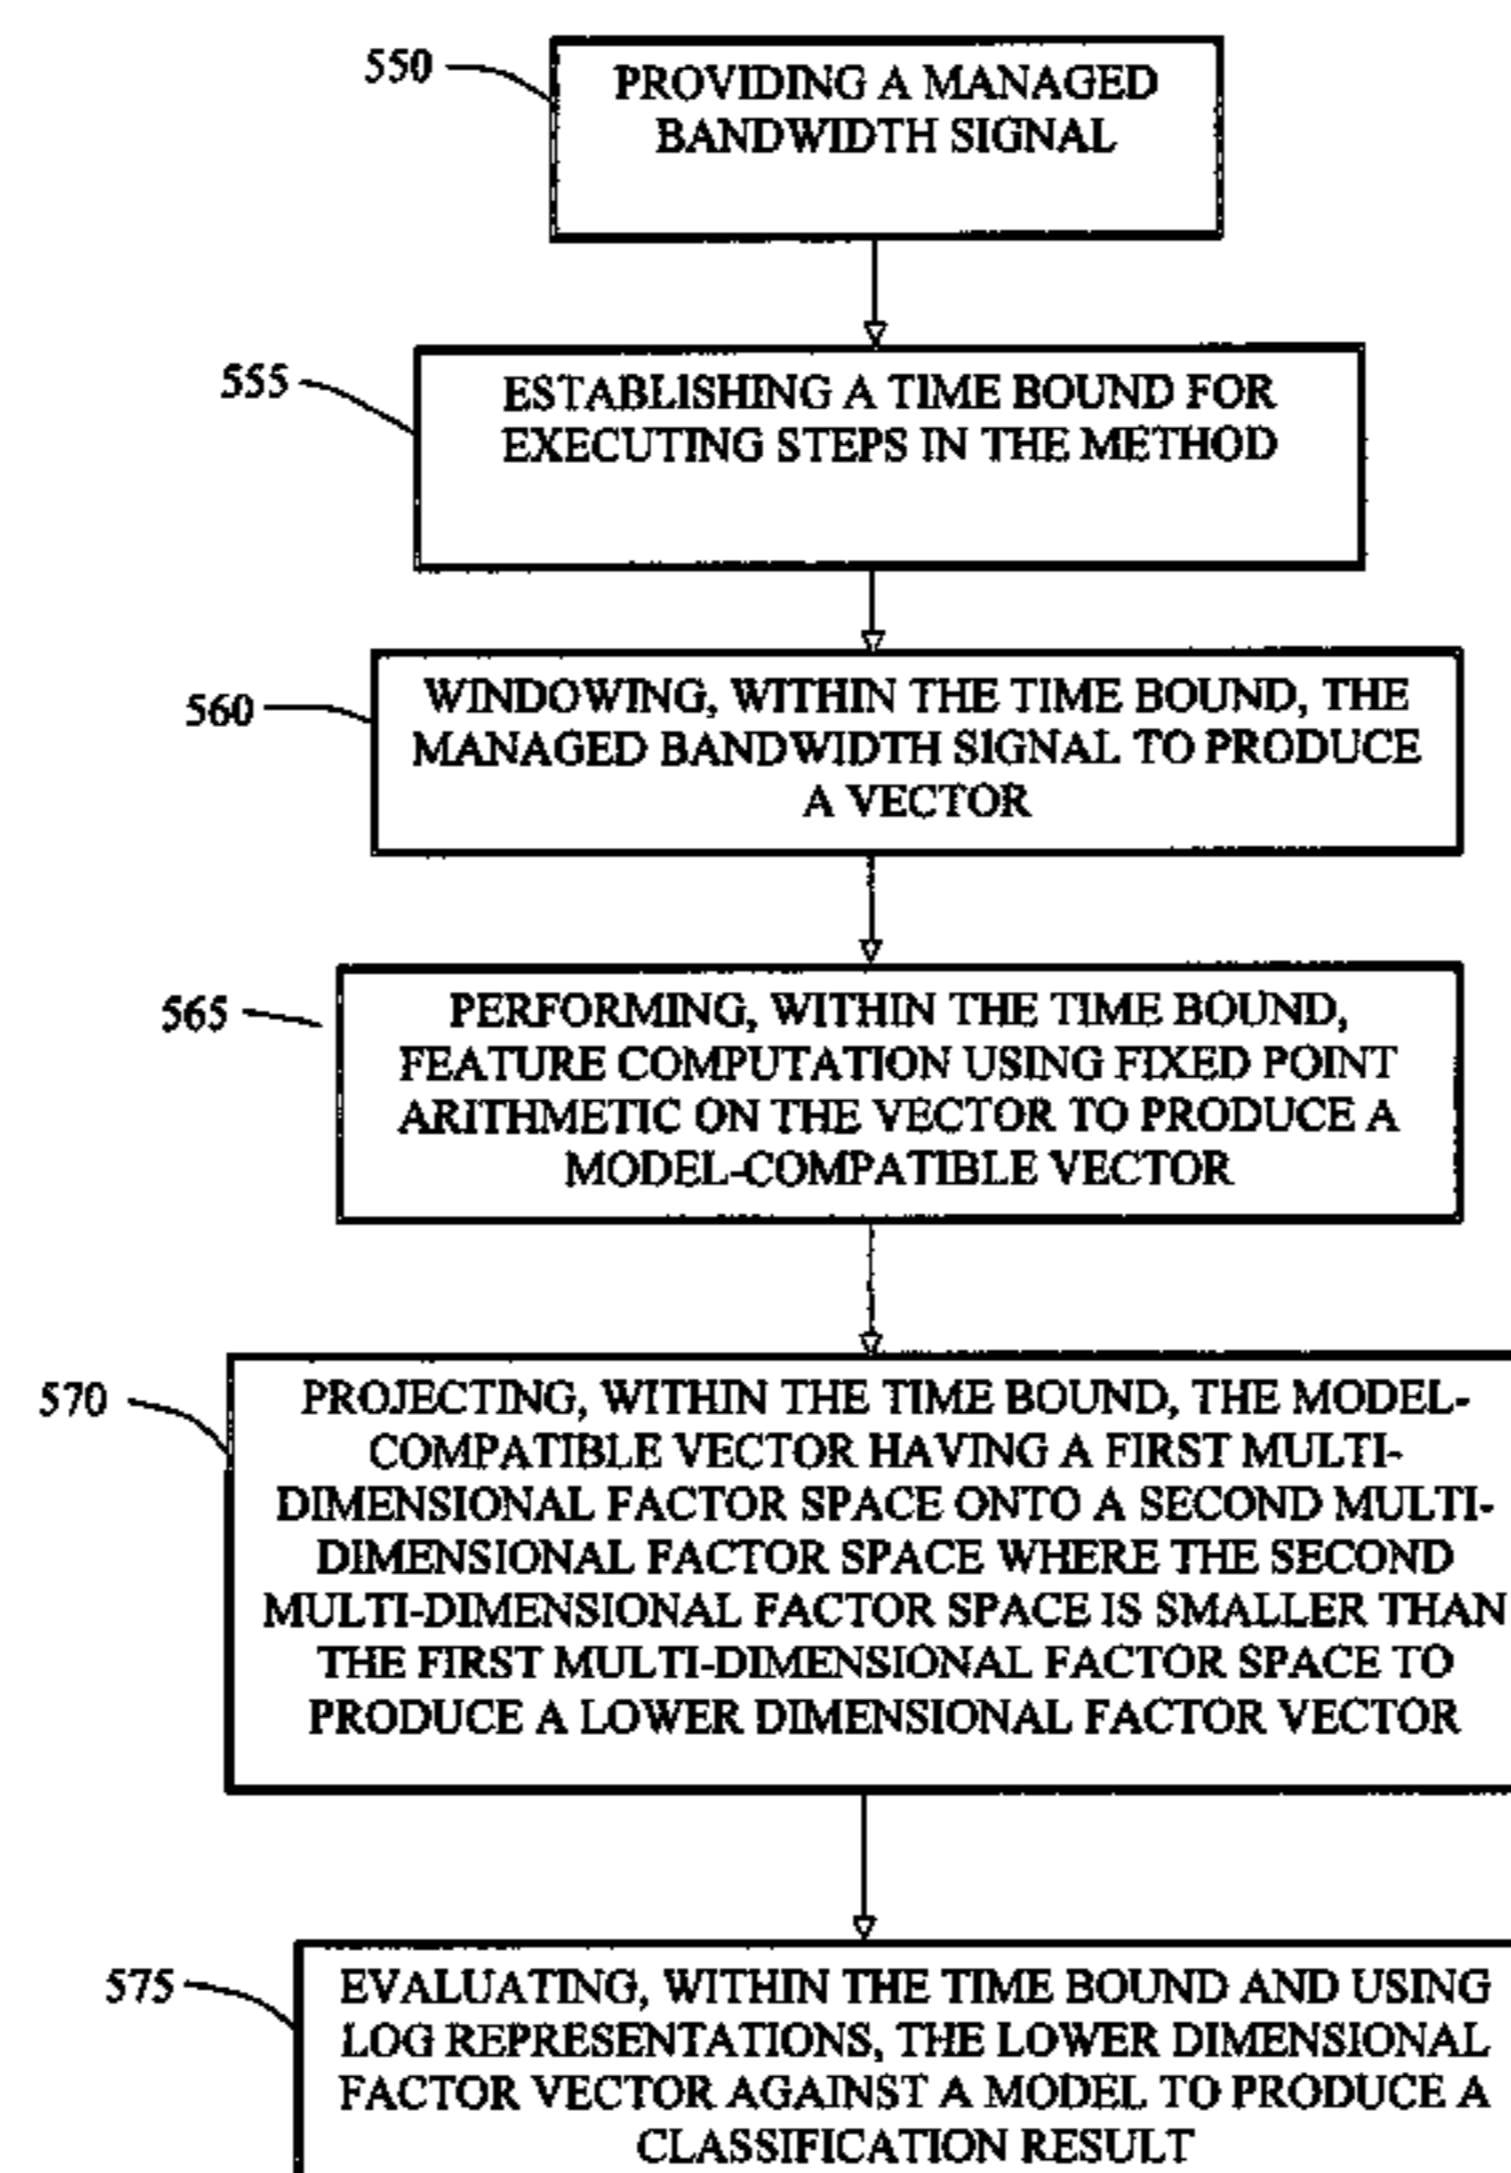 550
PROVIDING A MANAGED
BANDWIDTH SIGNAL
555
ESTABLISHING A TIME BOUND FOR
EXECUTING STEPS IN THE METHOD
560
WINDOWING, WITHIN THE TIME BOUND, THE
MANAGED BANDWIDTH SIGNAL TO PRODUCE
A VECTOR
565
PERFORMING, WITHIN THE TIME BOUND,
FEATURE COMPUTATION USING FIXED POINT
ARITHMETIC ON THE VECTOR TO PRODUCE A
MODEL-COMPATIBLE VECTOR
570
PROJECTING, WITHIN THE TIME BOUND, THE MODEL-
COMPATIBLE VECTOR HAVING A FIRST MULTI-
DIMENSIONAL FACTOR SPACE ONTO A SECOND MULTI-
DIMENSIONAL FACTOR SPACE WHERE THE SECOND
MULTI-DIMENSIONAL FACTOR SPACE IS SMALLER THAN
THE FIRST MULTI-DIMENSIONAL FACTOR SPACE TO
PRODUCE A LOWER DIMENSIONAL FACTOR VECTOR
575
EVALUATING, WITHIN THE TIME BOUND AND USING
LOG REPRESENTATIONS, THE LOWER DIMENSIONAL
FACTOR VECTOR AGAINST A MODEL TO PRODUCE A
CLASSIFICATION RESULT